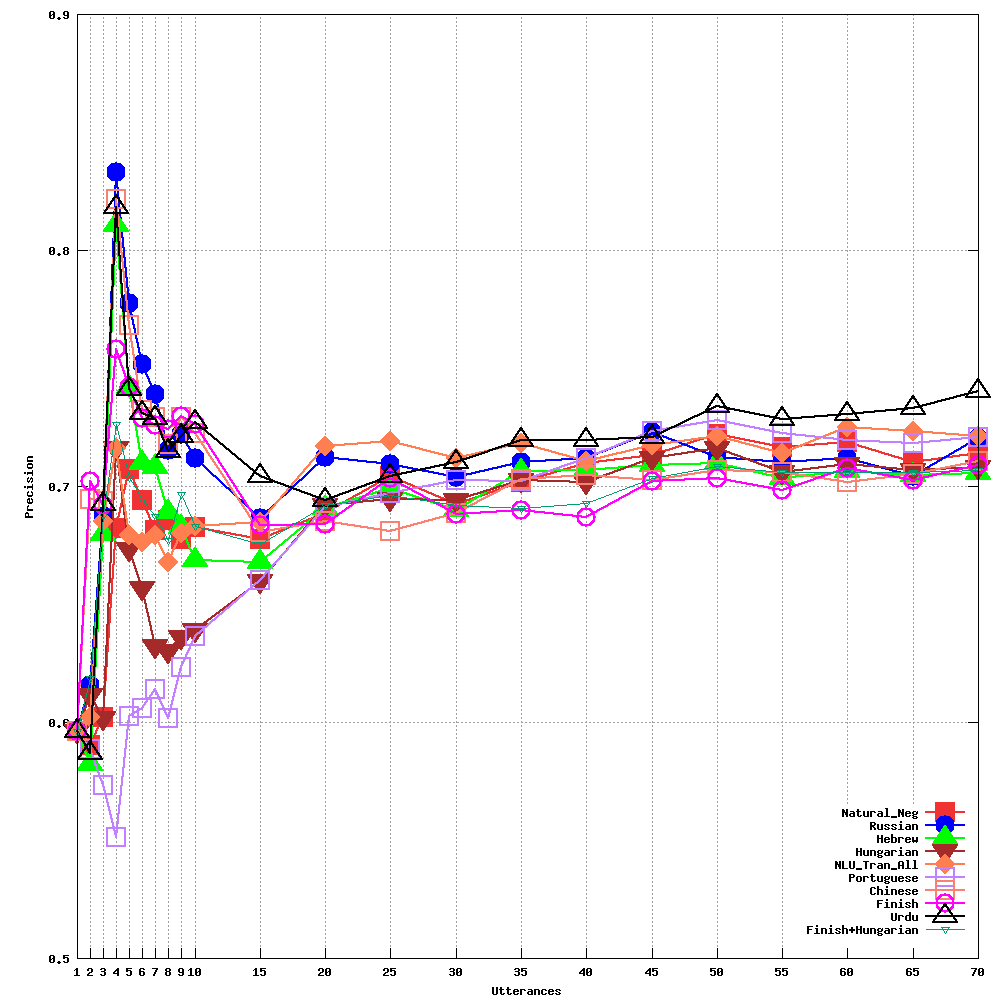 0.9
0.8
0.7
0.6
0.5
Precision
1 2 3 4 5 6 7 8 9 10 15 20 25 30 35 40 45 50 55 60 65 70
Utterances
Natural_Neg
Russian
Hebrew
Hungarian
NLU_Tran_All
Portuguese
Chinese
Finish
Urdu
Finish+Hungarian